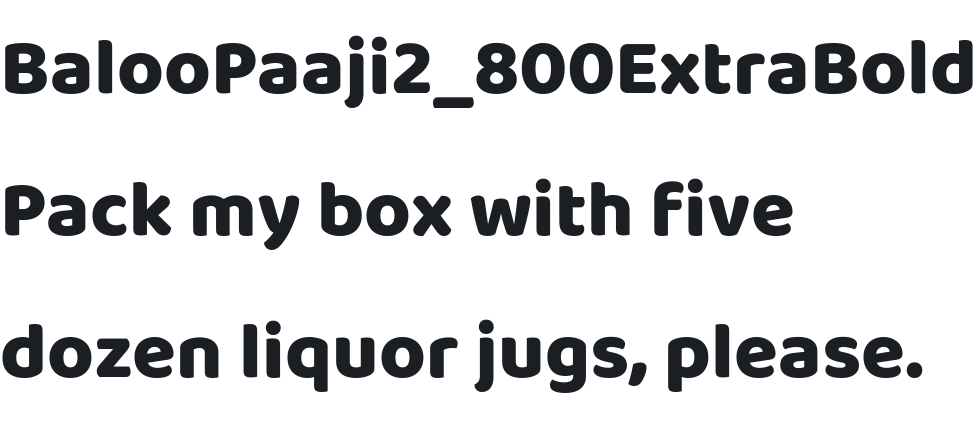 BalooPaaji2_800ExtraBold
Pack my box with five
dozen liquor jugs, please.